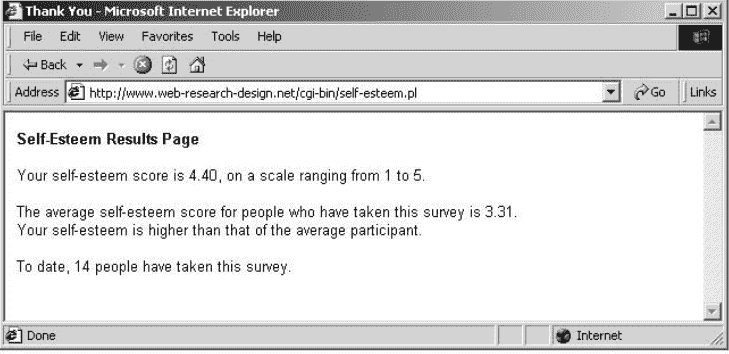 Thank You - Microsoft Internet Explorer
File Edit View Favorites Tools Help
Back
Address http://www.web-research-design.net/cgi-bin/self-esteem.pl Go Links
Self-Esteem Results Page
Your self-esteem score is 4.40, on a scale ranging from 1 to 5.
The average self-esteem score for people who have taken this survey is 3.31.
Your self-esteem is higher than that of the average participant.
To date, 14 people have taken this survey.
Done Internet